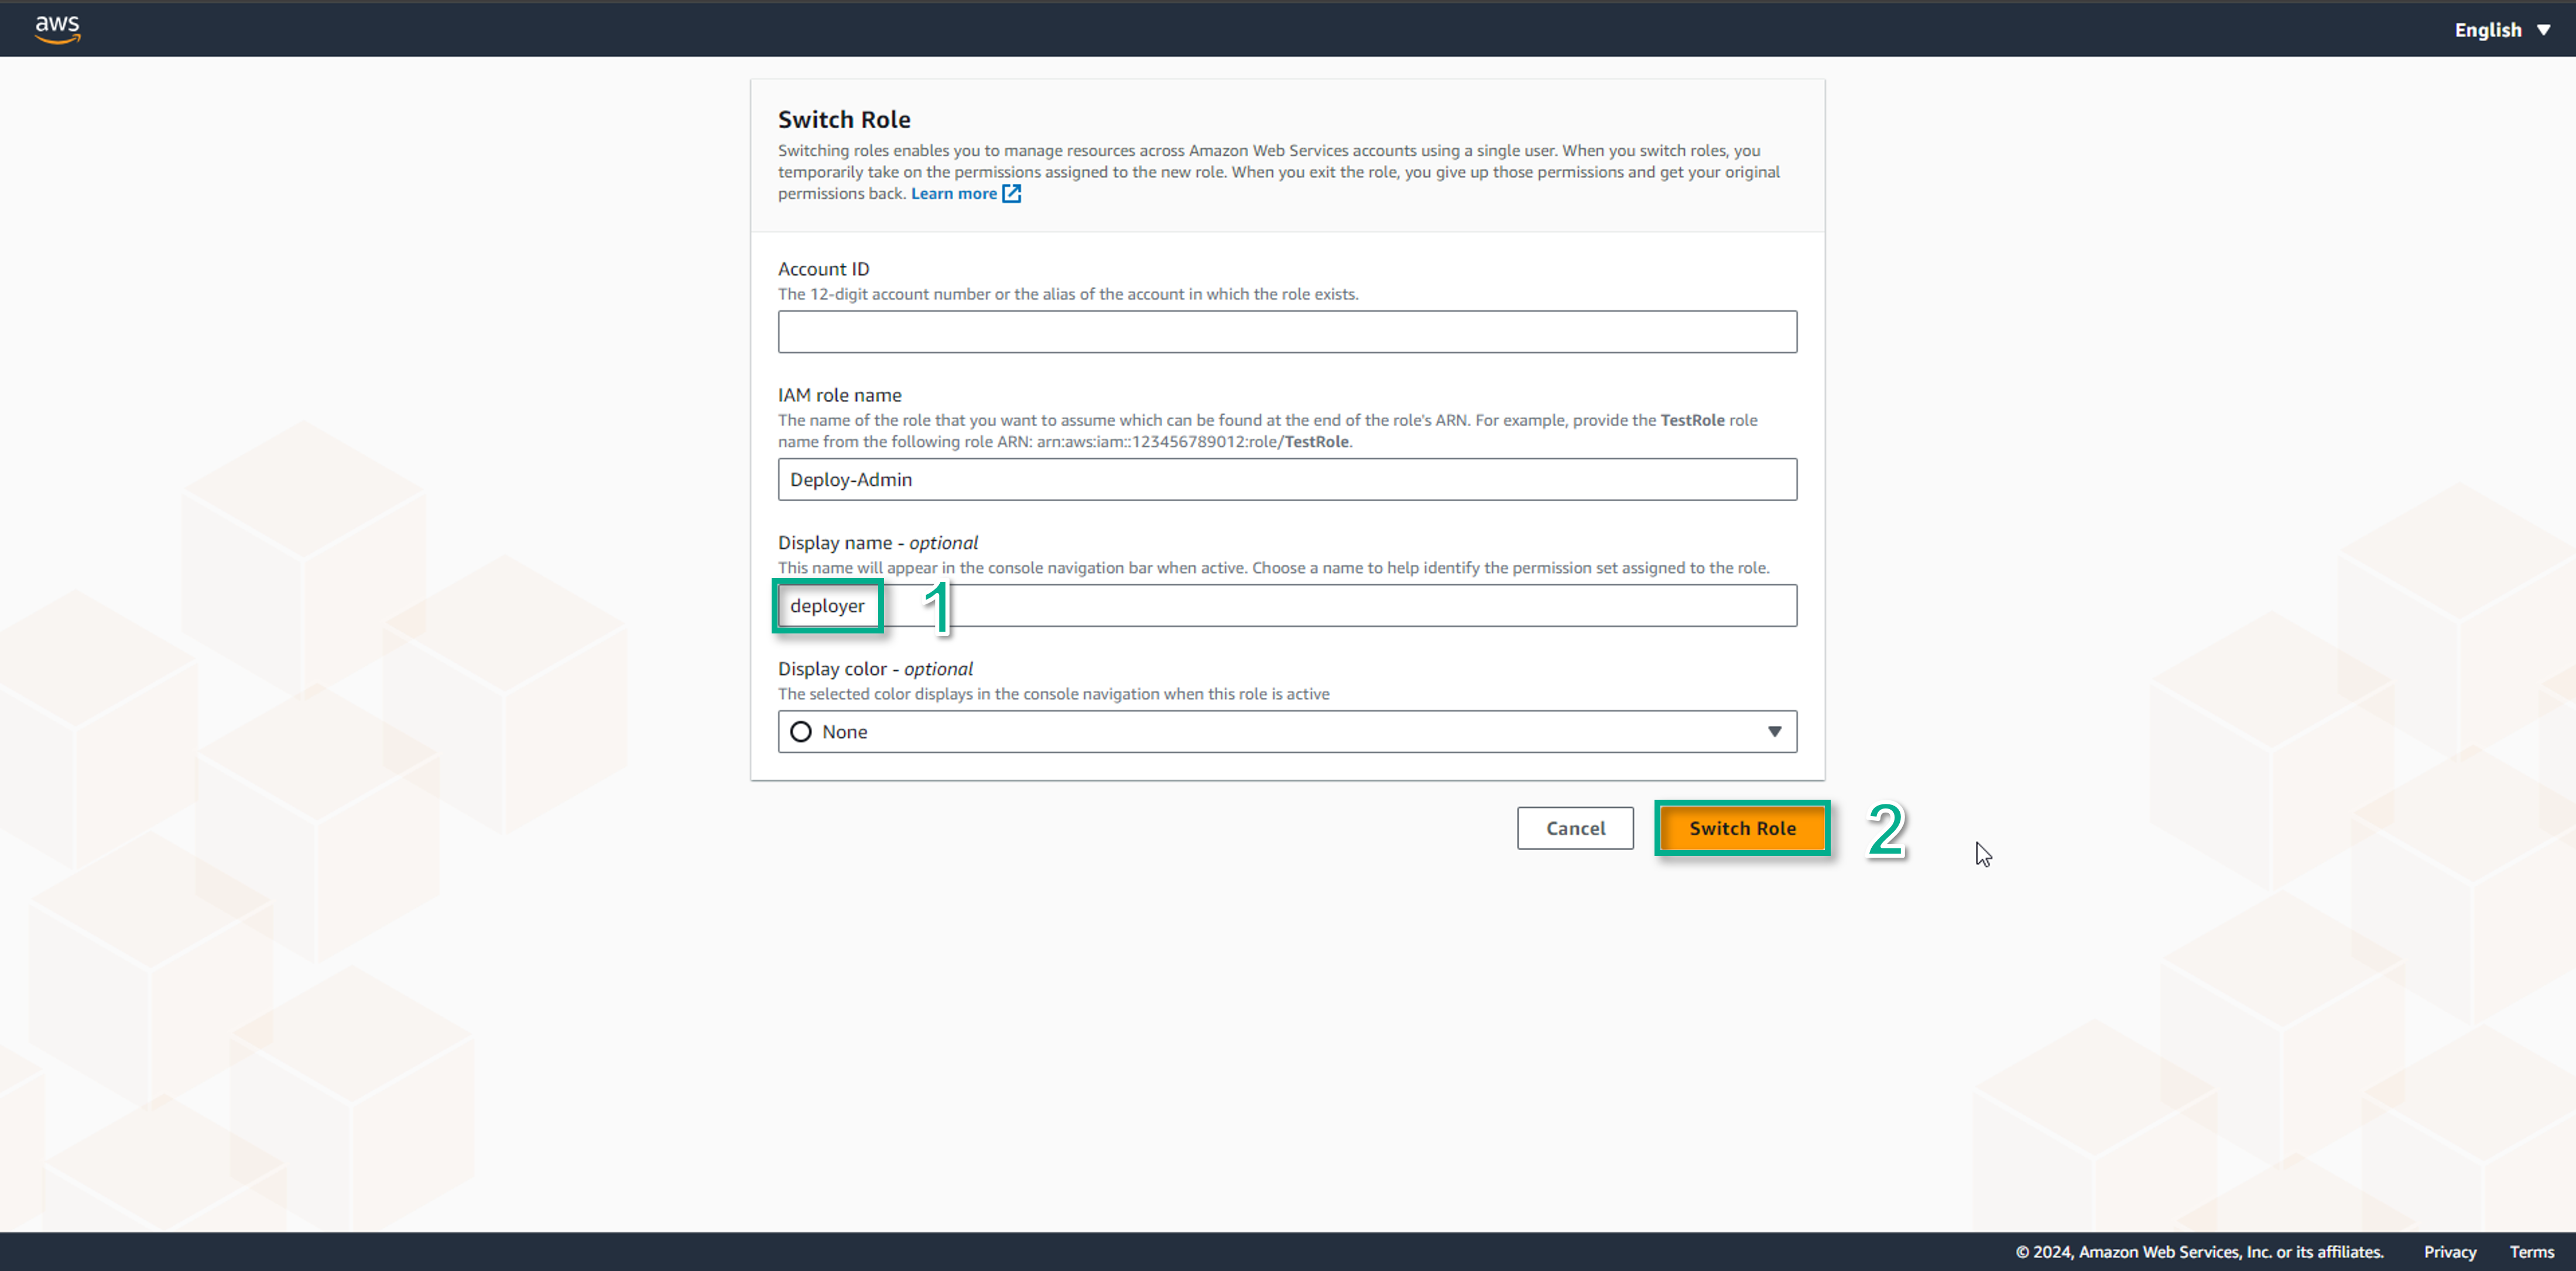 aws
English
Switch Role
Switching roles enables you to manage resources across Amazon Web Services accounts using a single user. When you switch roles, you
temporarily take on the permissions assigned to the new role. When you exit the role, you give up those permissions and get your original
permissions back. Learn more
Account ID
The 12-digit account number or the alias of the account in which the role exists.
IAM role name
The name of the role that you want to assume which can be found at the end of the role's ARN. For example, provide the TestRole role
name from the following role ARN: arn:aws:iam::123456789012:role/TestRole.
Deploy-Admin
Display name - optional
This name will appear in the console navigation bar when active. Choose a name to help identify the permission set assigned to the role.
deployer 1
Display color - optional
The selected color displays in the console navigation when this role is active
None
Cancel Switch Role 2
© 2024, Amazon Web Services, Inc. or its affiliates. Privacy Terms